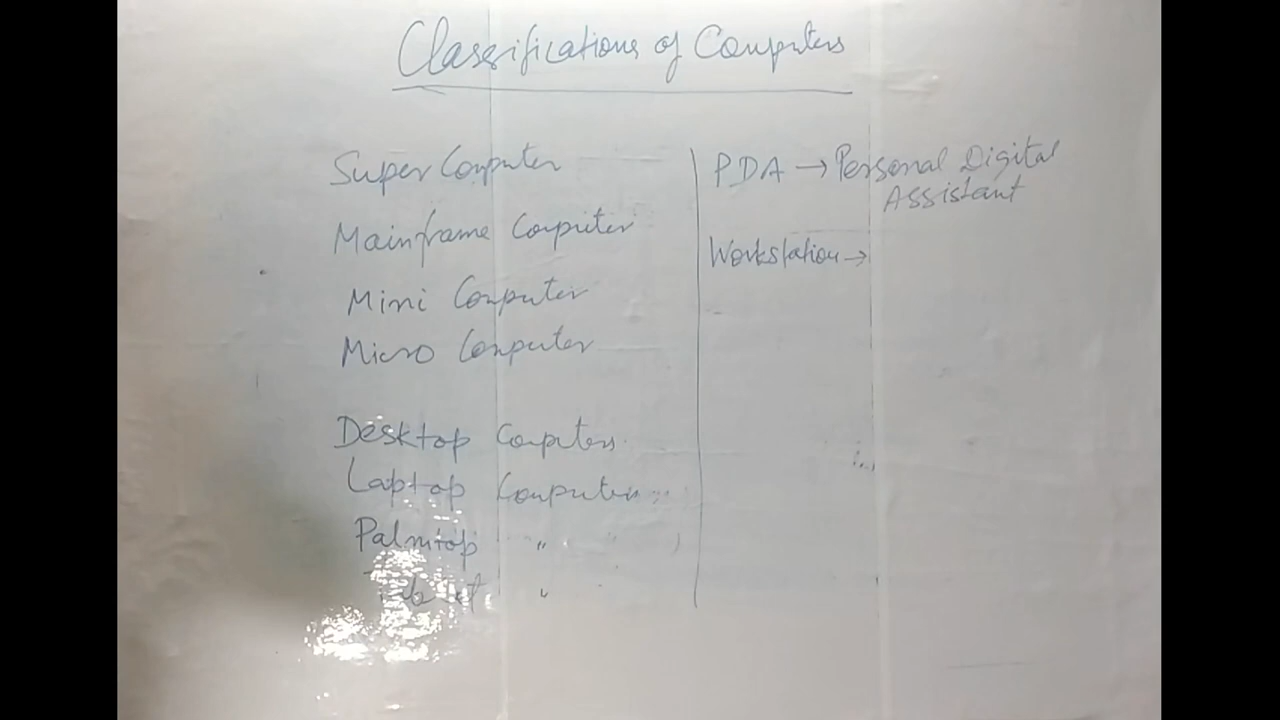 Classifications of Computers
Super Computer
Mainframe Computer
Mini Computer
Micro Computer
Desktop Computers
Laptop Computers
Palmtop "
Tablet "
PDA → Personal Digital
Assistant
Workstation →